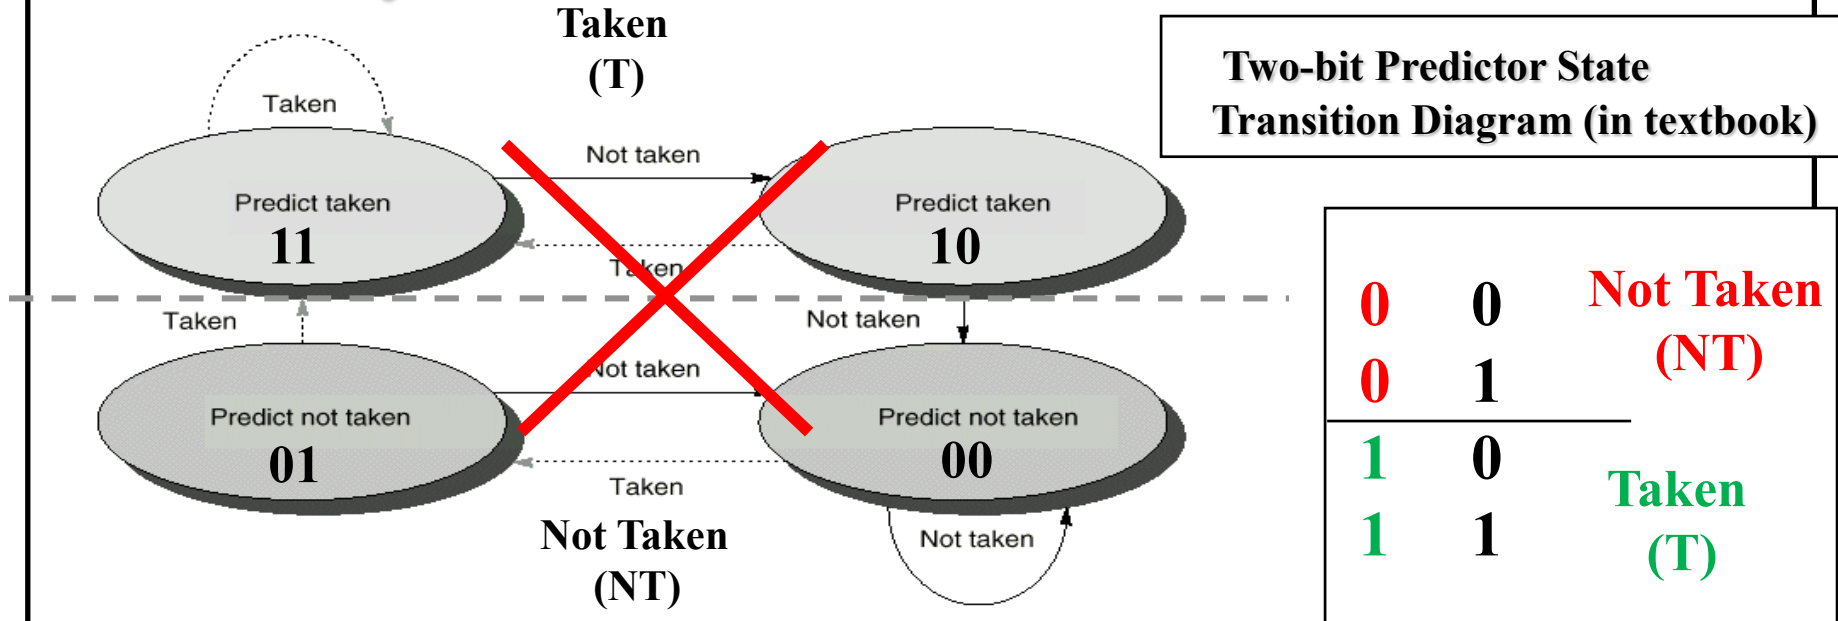 Taken
(T)
Two-bit Predictor State
Transition Diagram (in textbook)
Taken
Not taken
Predict taken
11
Predict taken
10
Taken
Taken
Not taken
Not taken
Predict not taken
01
Predict not taken
00
Taken
Not Taken
(NT)
Not taken
0 0
0 1
Not Taken
(NT)
1 0
1 1
Taken
(T)